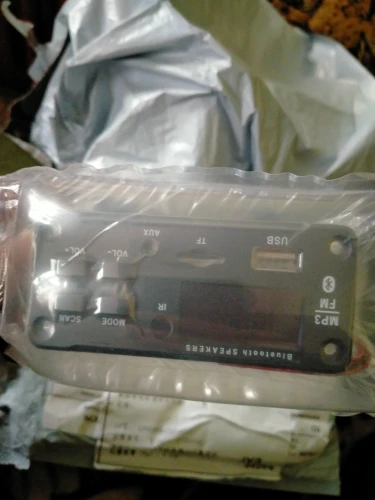 Bluetooth SPEAKERS
MP3
FM
IR
MODE
SCAN
USB
TF
AUX
VOL-
VOL+